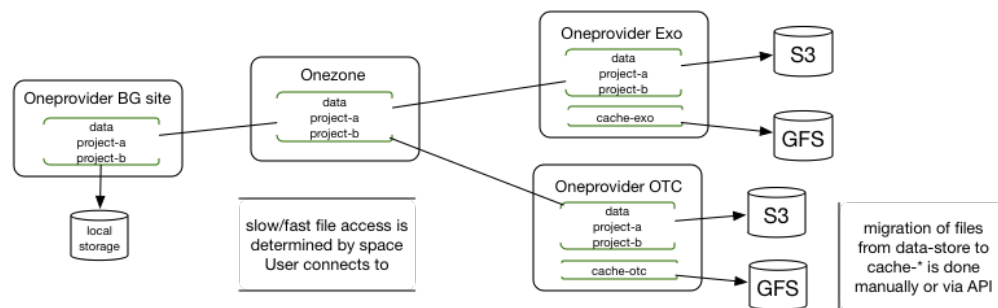 Oneprovider BG site
data
project-a
project-b
local
storage
Onezone
data
project-a
project-b
slow/fast file access is
determined by space
User connects to
Oneprovider Exo
data
project-a
project-b
cache-exo
S3
GFS
Oneprovider OTC
data
project-a
project-b
cache-otc
S3
GFS
migration of files
from data-store to
cache-* is done
manually or via API